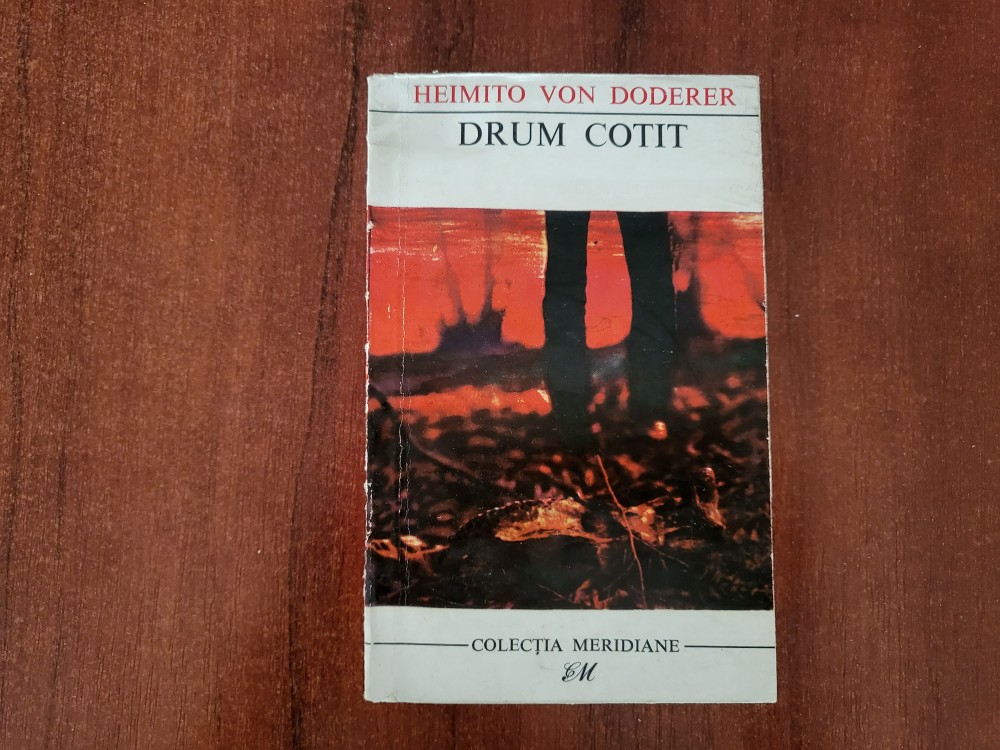 HEIMITO VON DODERER
DRUM COTIT
COLECȚIA MERIDIANE
CM